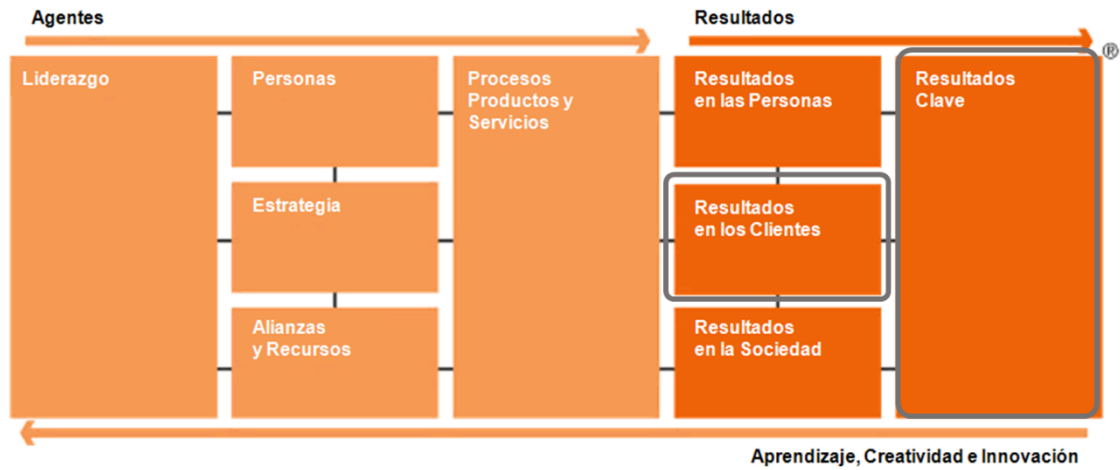 Agentes
Resultados
®
Liderazgo
Personas
Procesos
Productos y
Servicios
Resultados
en las Personas
Resultados
Clave
Estrategia
Resultados
en los Clientes
Alianzas
y Recursos
Resultados
en la Sociedad
Aprendizaje, Creatividad e Innovación